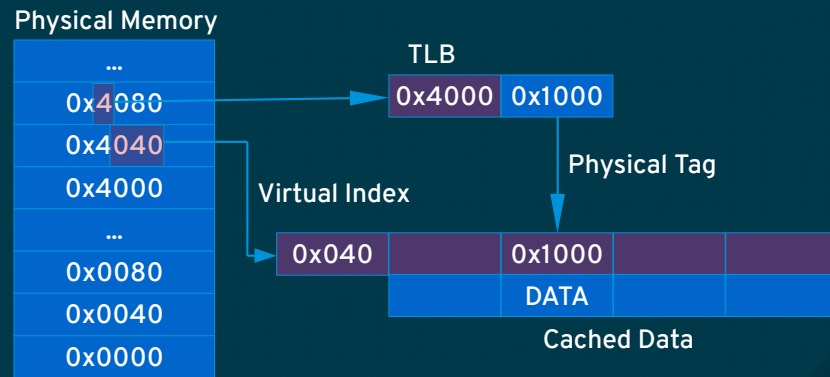 Physical Memory
...
0x4080
0x4040
0x4000
...
0x0080
0x0040
0x0000
TLB
0x4000 0x1000
Physical Tag
Virtual Index
0x040 0x1000
DATA
Cached Data